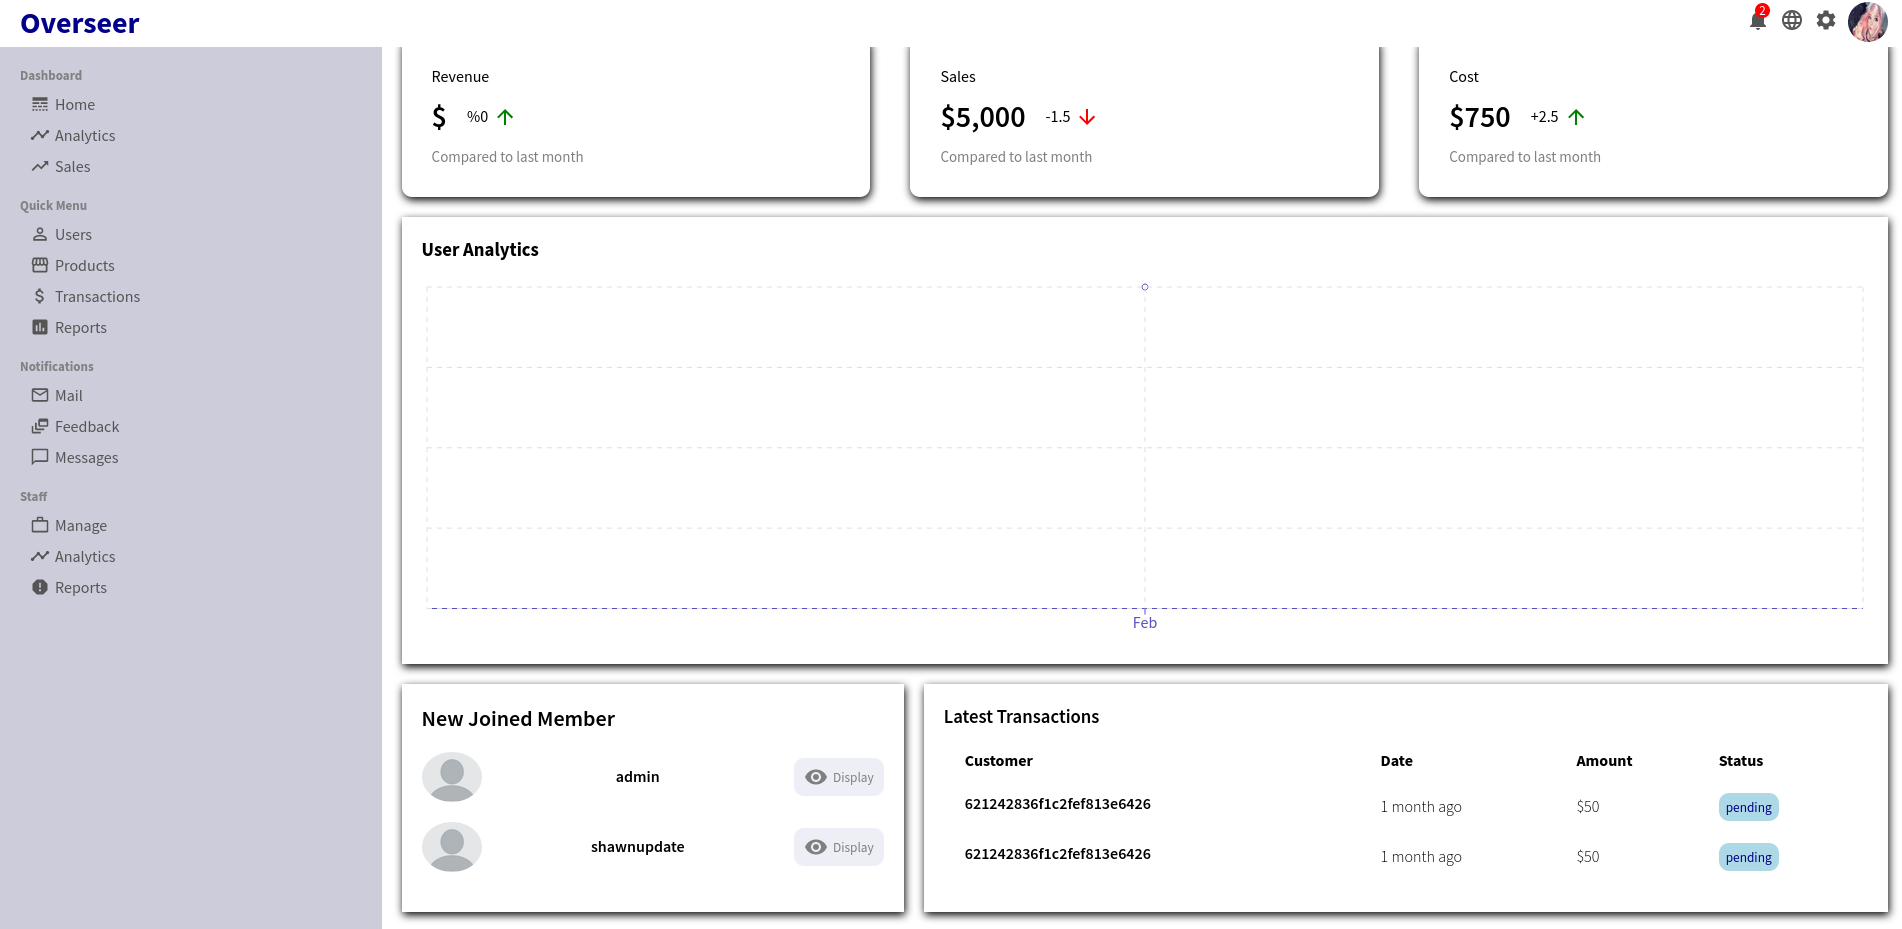 Overseer
2
Dashboard
Home
Analytics
Sales
Quick Menu
Users
Products
Transactions
Reports
Notifications
Mail
Feedback
Messages
Staff
Manage
Analytics
Reports
Revenue
$ %0
Compared to last month
Sales
$5,000 -1.5
Compared to last month
Cost
$750 +2.5
Compared to last month
User Analytics
Feb
New Joined Member
admin Display
shawnupdate Display
Latest Transactions
Customer Date Amount Status
621242836f1c2fef813e6426 1 month ago $50 pending
621242836f1c2fef813e6426 1 month ago $50 pending